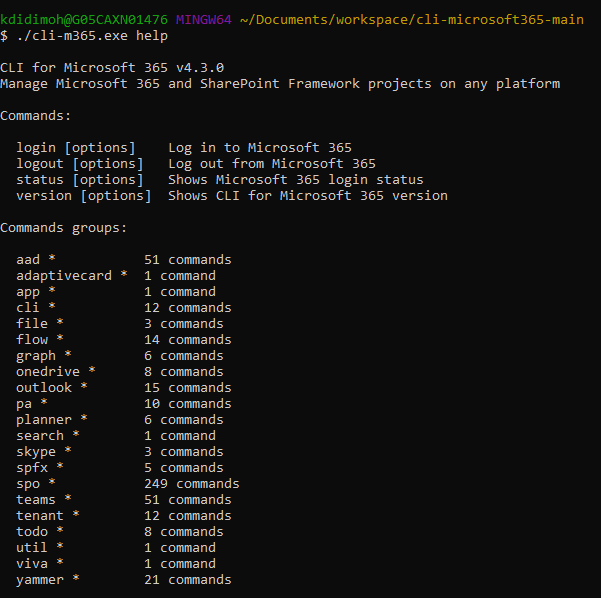 kdidimoh@G05CAXN01476 MINGW64 ~/Documents/workspace/cli-microsoft365-main
$ ./cli-m365.exe help
CLI for Microsoft 365 v4.3.0
Manage Microsoft 365 and SharePoint Framework projects on any platform
Commands:
login [options]    Log in to Microsoft 365
logout [options]   Log out from Microsoft 365
status [options]   Shows Microsoft 365 login status
version [options]  Shows CLI for Microsoft 365 version
Commands groups:
aad *           51 commands
adaptivecard *  1 command
app *           1 command
cli *           12 commands
file *          3 commands
flow *          14 commands
graph *         6 commands
onedrive *      8 commands
outlook *       15 commands
pa *            10 commands
planner *       6 commands
search *        1 command
skype *         3 commands
spfx *          5 commands
spo *           249 commands
teams *         51 commands
tenant *        12 commands
todo *          8 commands
util *          1 command
viva *          1 command
yammer *        21 commands